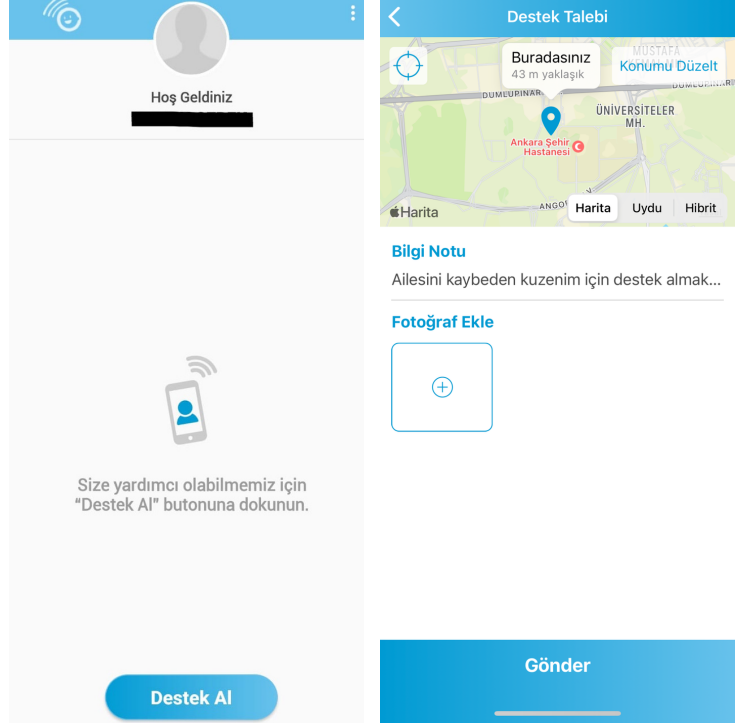 Hoş Geldiniz
Size yardımcı olabilmemiz için
“Destek Al” butonuna dokunun.
Destek Al
Destek Talebi
Buradasınız
43 m yaklaşık
MUSTAFA
Konumu Düzelt
DUMLUPINAR
ÜNİVERSİTELER
MH.
Ankara Şehir
Hastanesi
ANGO
Harita
Harita
Uydu
Hibrit
Bilgi Notu
Ailesini kaybeden kuzenim için destek almak...
Fotoğraf Ekle
Gönder